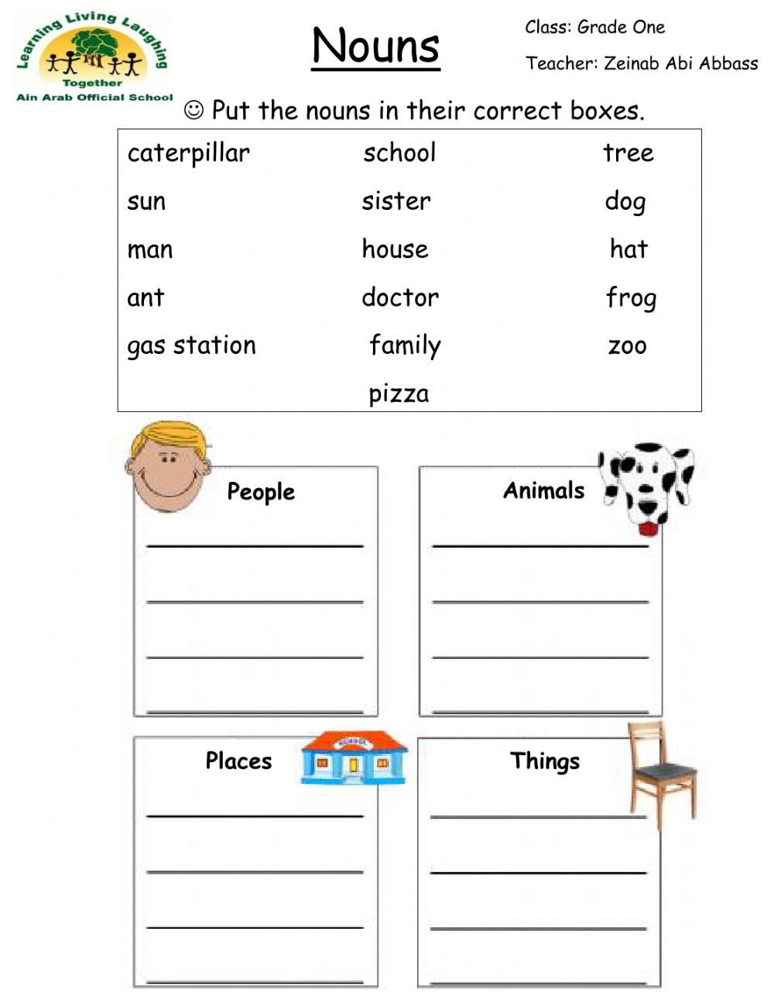 Learning Living Laughing
Together
Ain Arab Official School
Nouns
Class: Grade One
Teacher: Zeinab Abi Abbass
☺ Put the nouns in their correct boxes.
caterpillar school tree
sun sister dog
man house hat
ant doctor frog
gas station family zoo
pizza
People
Animals
Places
SCHOOL
Things